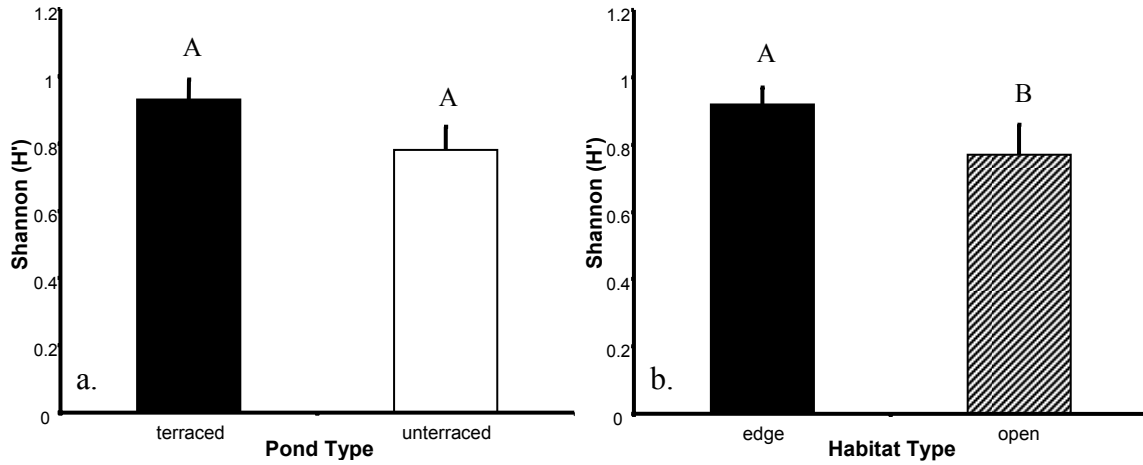 1.2
1
0.8
0.6
0.4
0.2
0
Shannon (H')
A
A
a.
terraced
unterraced
Pond Type
1.2
1
0.8
0.6
0.4
0.2
0
Shannon (H')
A
B
b.
edge
open
Habitat Type